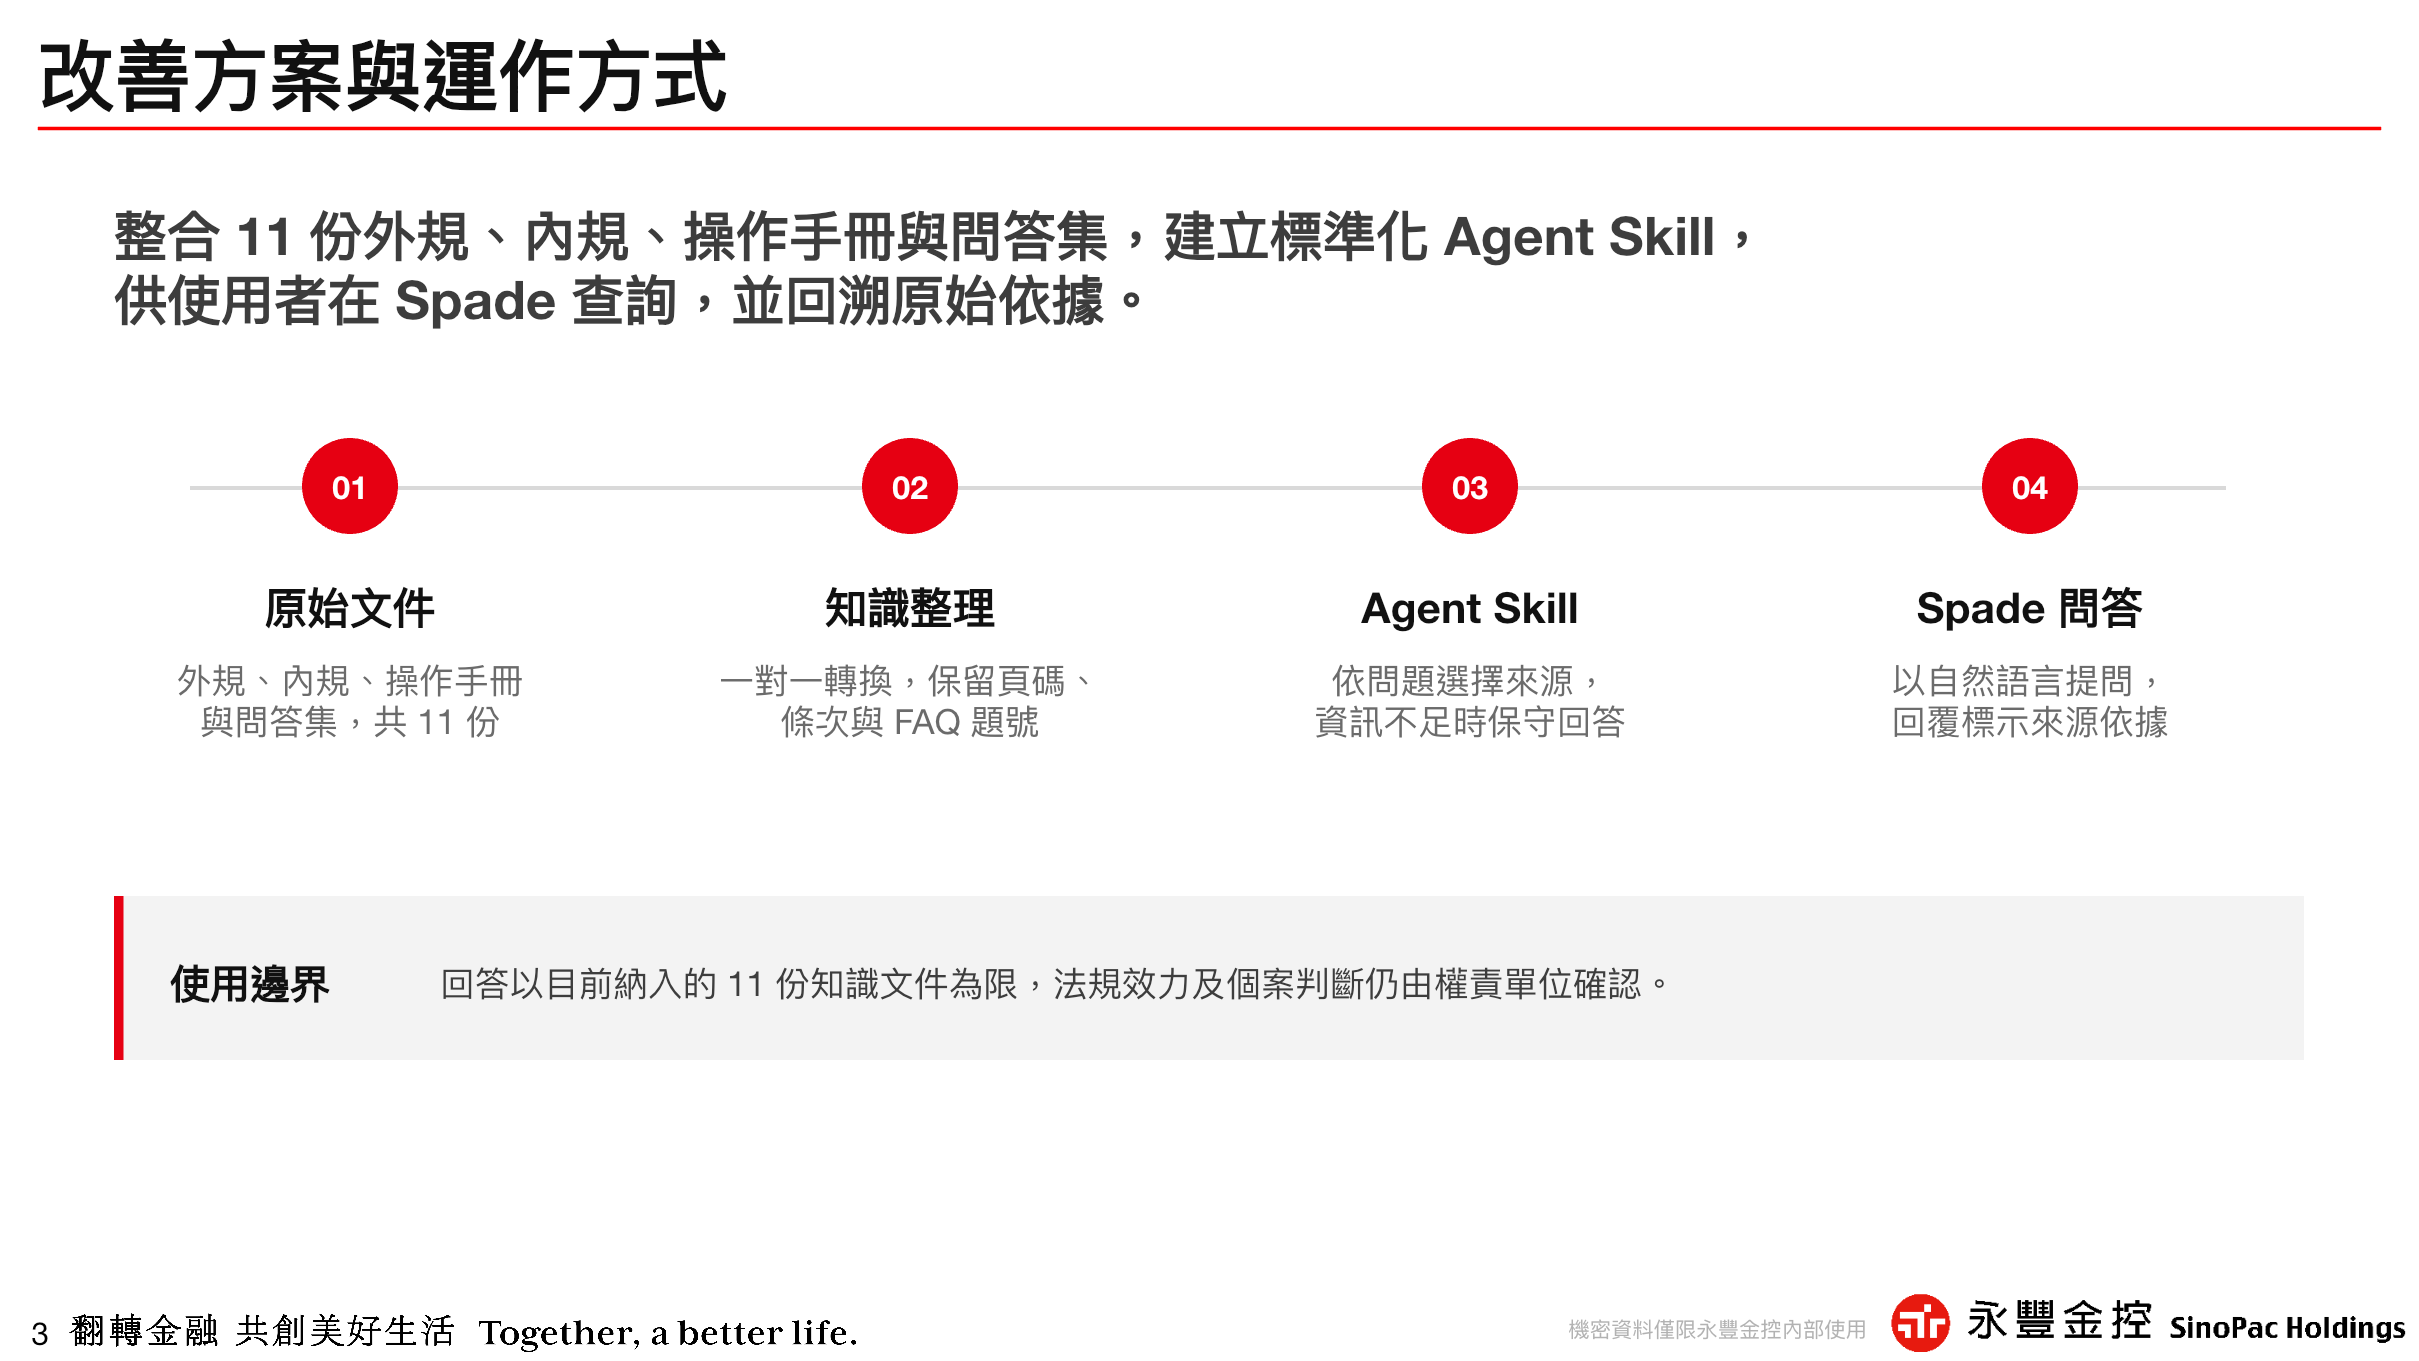 改善方案與運作方式
整合 11 份外規、內規、操作手冊與問答集，建立標準化 Agent Skill，
供使用者在 Spade 查詢，並回溯原始依據。
01
02
03
04
原始文件
知識整理
Agent Skill
Spade 問答
外規、內規、操作手冊
與問答集，共 11 份
一對一轉換，保留頁碼、
條次與 FAQ 題號
依問題選擇來源，
資訊不足時保守回答
以自然語言提問，
回覆標示來源依據
使用邊界
回答以目前納入的 11 份知識文件為限，法規效力及個案判斷仍由權責單位確認。
3 翻轉金融 共創美好生活 Together, a better life.
機密資料僅限永豐金控內部使用
永豐金控 SinoPac Holdings